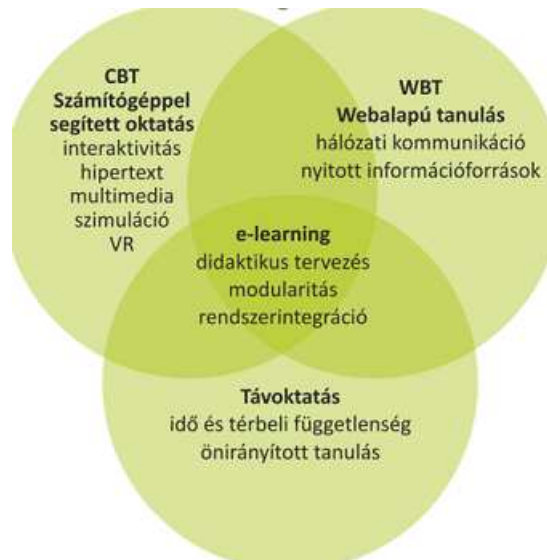 CBT
Számítógéppel
segített oktatás
interaktivitás
hipertext
multimedia
szimuláció
VR
WBT
Webalapú tanulás
hálózati kommunikáció
nyitott információforrások
e-learning
didaktikus tervezés
modularitás
rendszerintegráció
Távoktatás
idő és térbeli függetlenség
önirányított tanulás